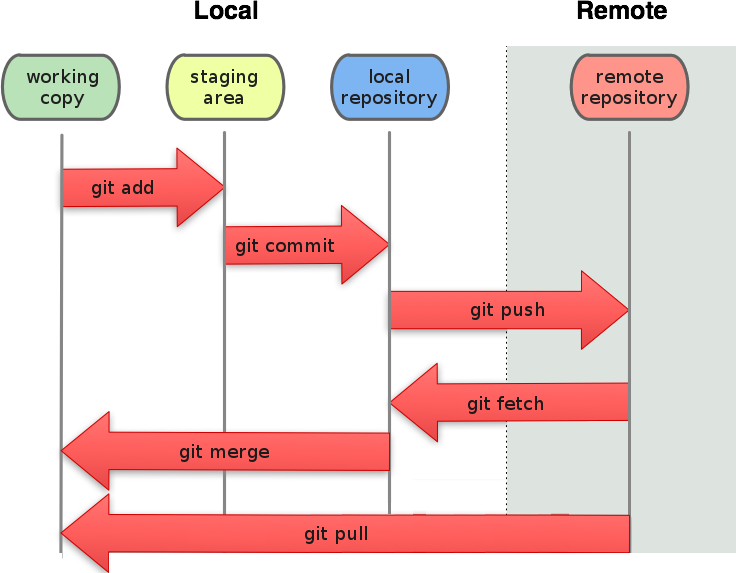 Local
Remote
working
copy
staging
area
local
repository
remote
repository
git add
git commit
git push
git fetch
git merge
git pull